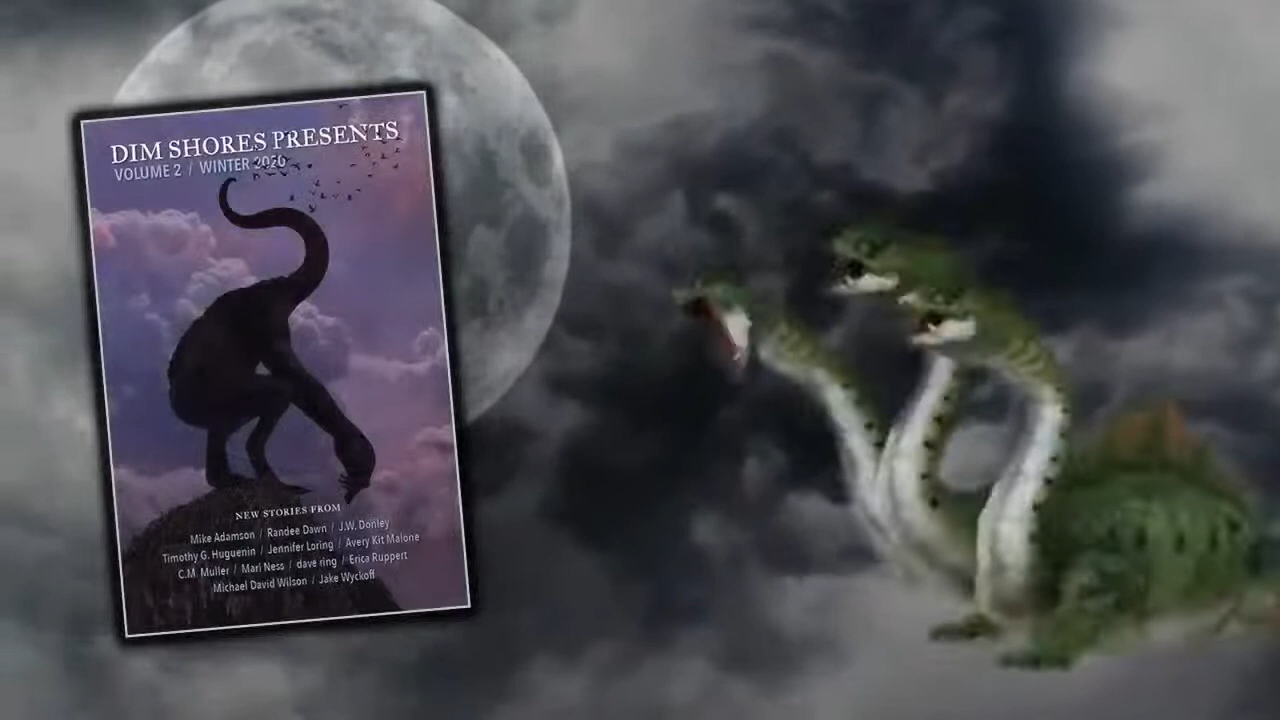 DIM SHORES PRESENTS
VOLUME 2 / WINTER 2020
NEW STORIES FROM
Mike Adamson / Randee Dawn / J.W. Donley
Timothy G. Huguenin / Jennifer Loring / Avery Kit Malone
C.M. Muller / Mari Ness / dave ring / Erica Ruppert
Michael David Wilson / Jake Wyckoff